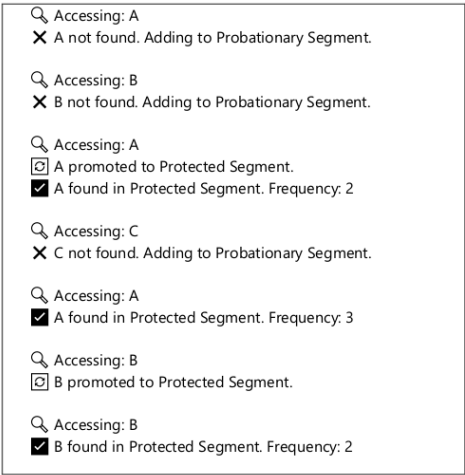 🔍 Accessing: A
❌ A not found. Adding to Probationary Segment.
🔍 Accessing: B
❌ B not found. Adding to Probationary Segment.
🔍 Accessing: A
🔄 A promoted to Protected Segment.
✅ A found in Protected Segment. Frequency: 2
🔍 Accessing: C
❌ C not found. Adding to Probationary Segment.
🔍 Accessing: A
✅ A found in Protected Segment. Frequency: 3
🔍 Accessing: B
🔄 B promoted to Protected Segment.
🔍 Accessing: B
✅ B found in Protected Segment. Frequency: 2